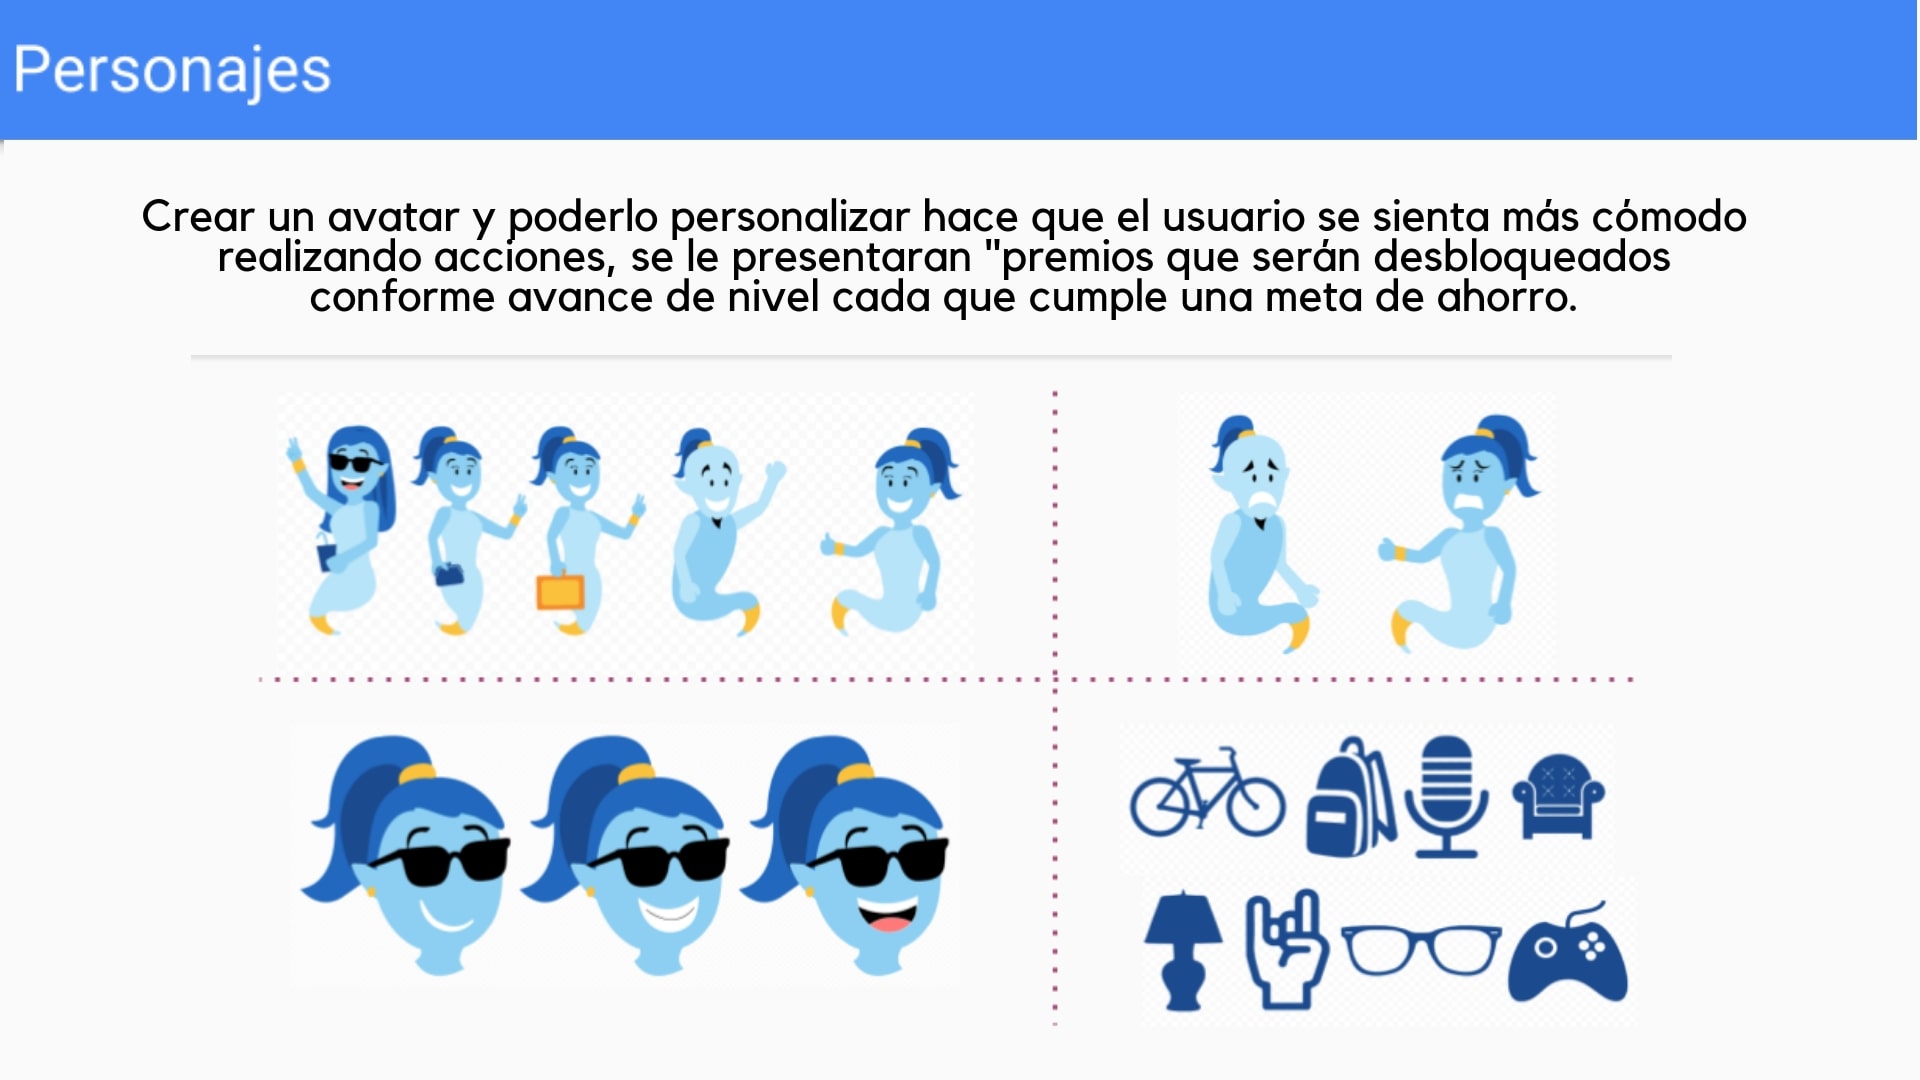 Personajes
Crear un avatar y poderlo personalizar hace que el usuario se sienta más cómodo
realizando acciones, se le presentaran "premios que serán desbloqueados
conforme avance de nivel cada que cumple una meta de ahorro.